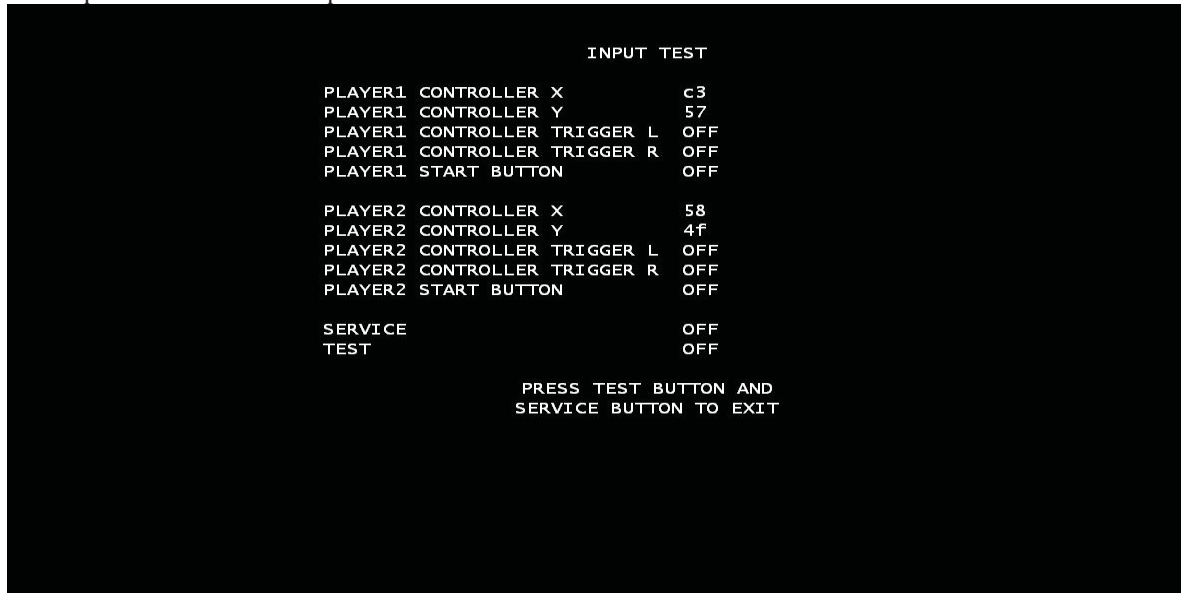 INPUT TEST
PLAYER1 CONTROLLER X c3
PLAYER1 CONTROLLER Y 57
PLAYER1 CONTROLLER TRIGGER L OFF
PLAYER1 CONTROLLER TRIGGER R OFF
PLAYER1 START BUTTON OFF
PLAYER2 CONTROLLER X 58
PLAYER2 CONTROLLER Y 4f
PLAYER2 CONTROLLER TRIGGER L OFF
PLAYER2 CONTROLLER TRIGGER R OFF
PLAYER2 START BUTTON OFF
SERVICE OFF
TEST OFF
PRESS TEST BUTTON AND
SERVICE BUTTON TO EXIT